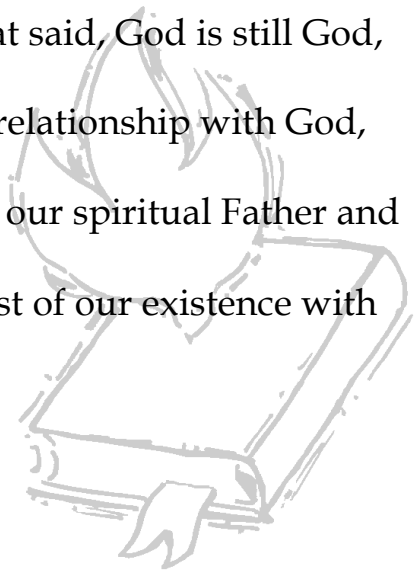 at said, God is still God,
relationship with God,
our spiritual Father and
st of our existence with